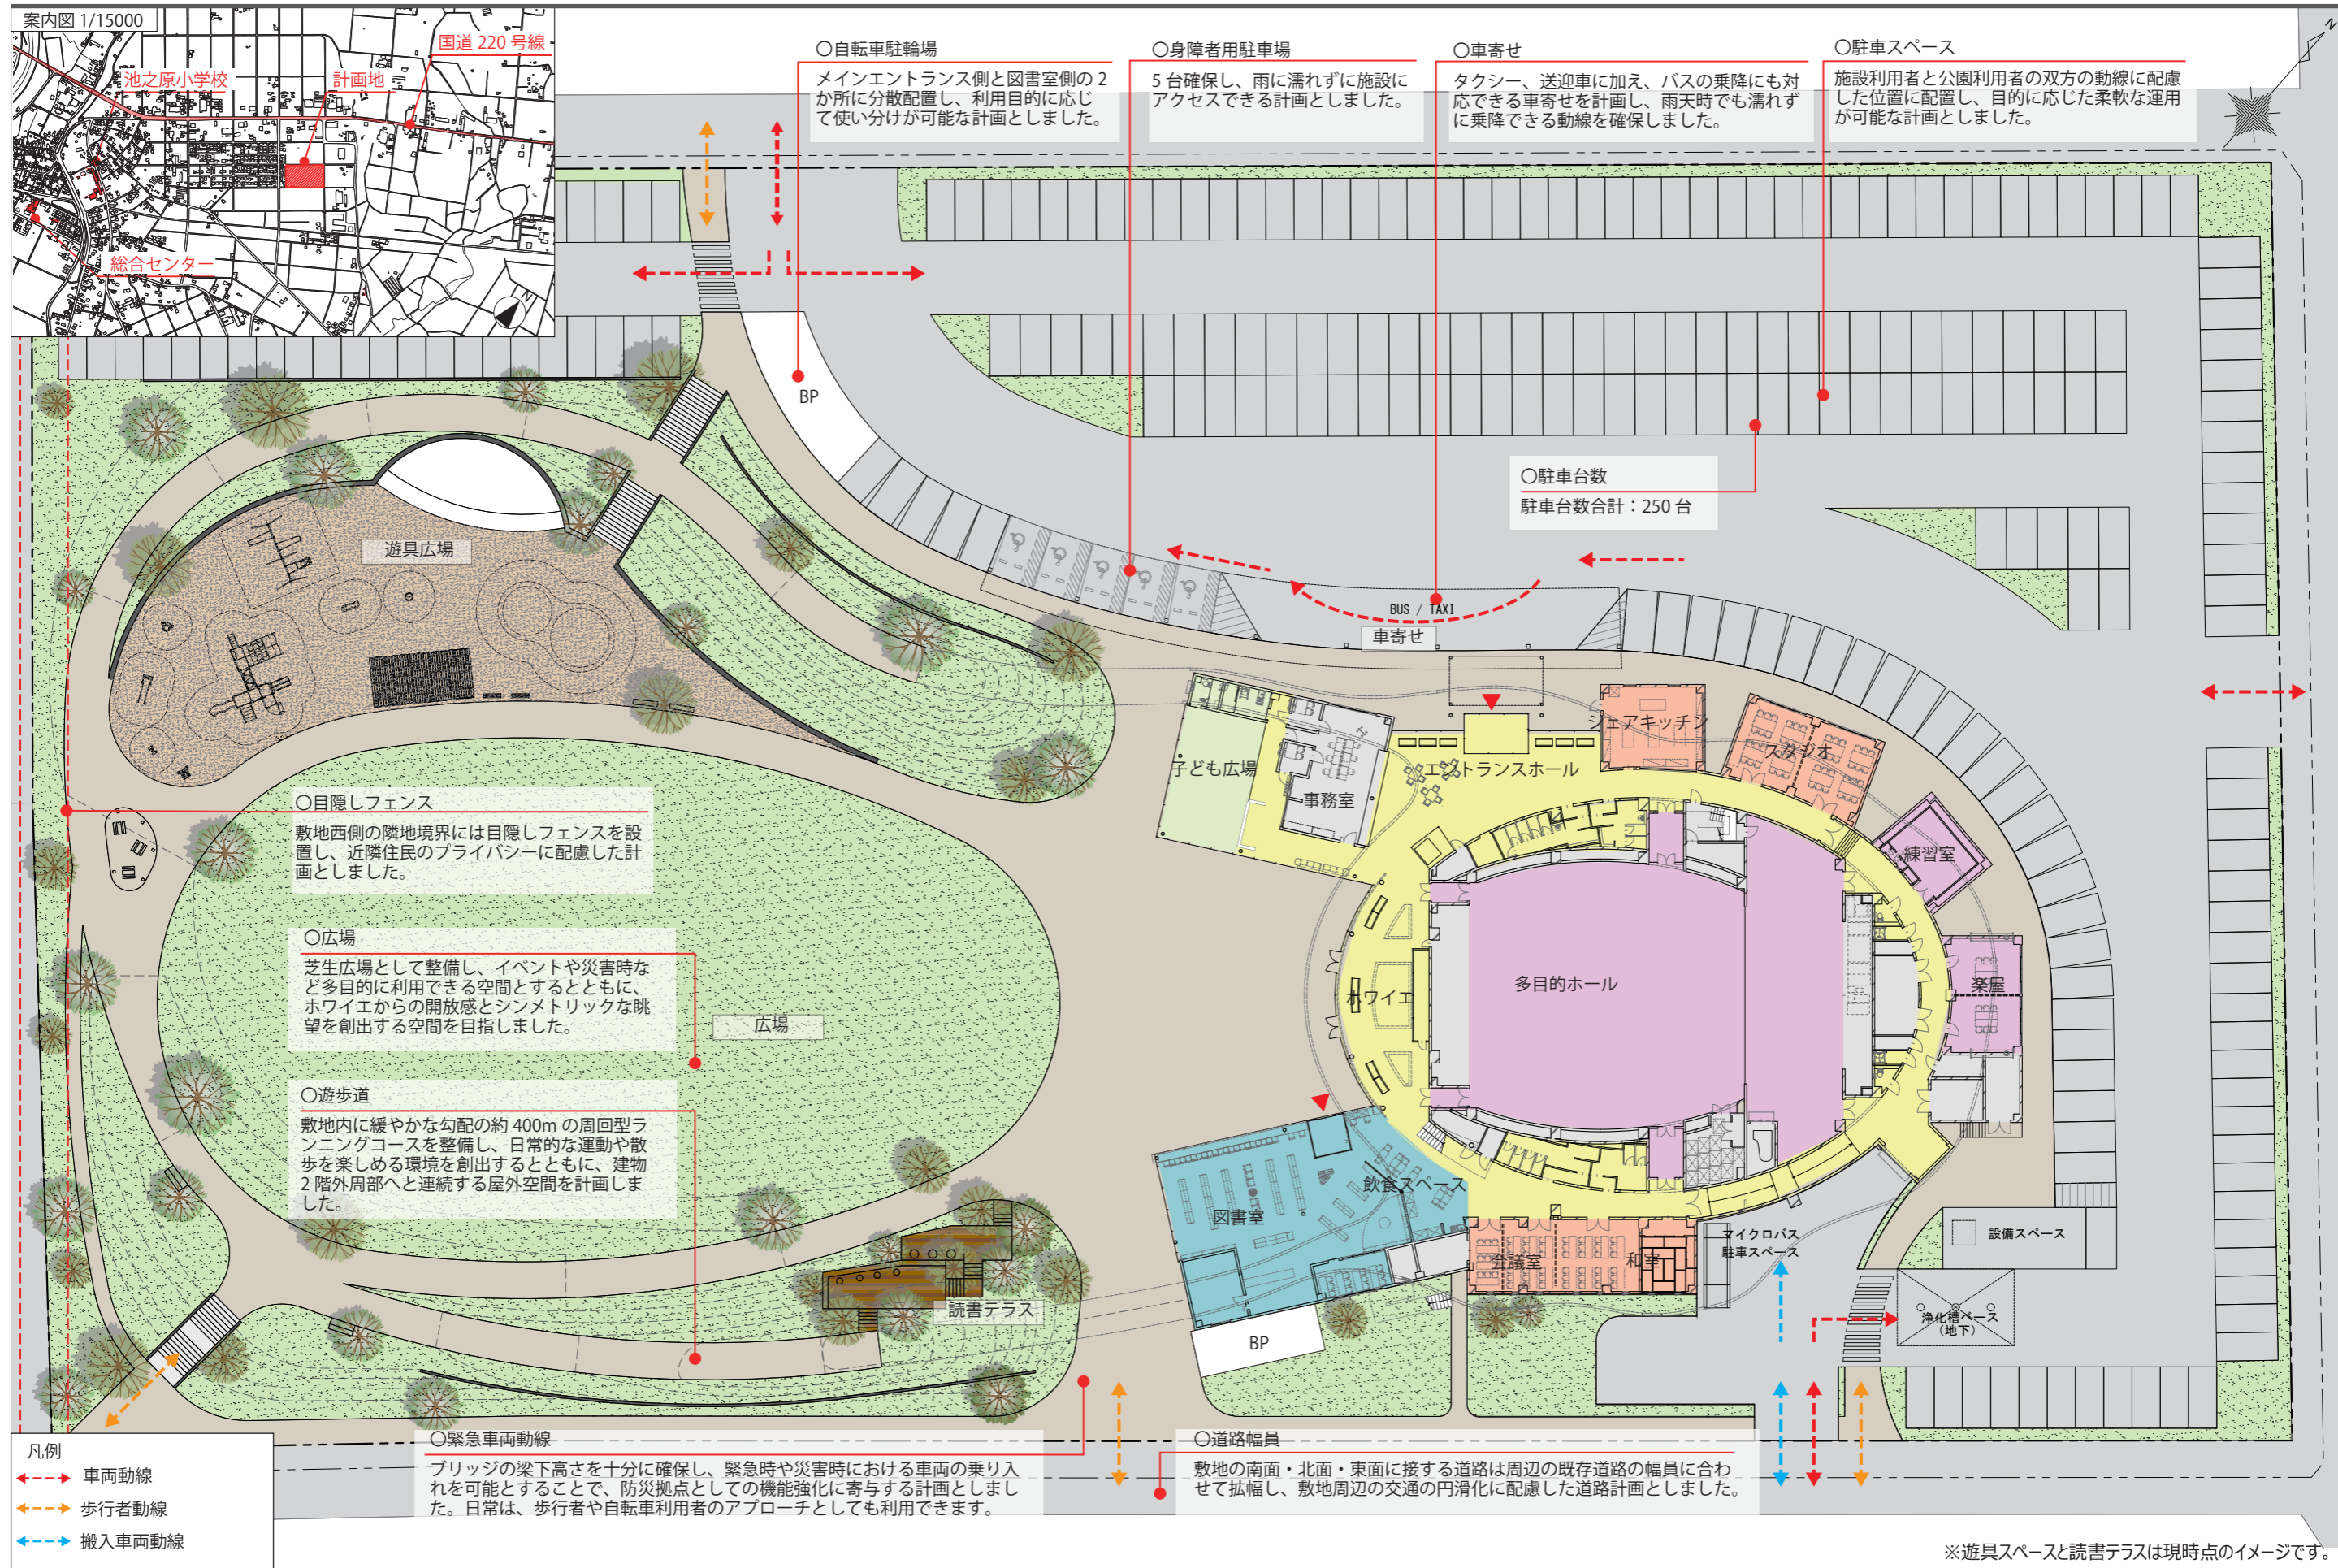 案内図 1/15000
国道 220 号線
池之原小学校
計画地
総合センター
N
N
〇自転車駐輪場
メインエントランス側と図書室側の 2
か所に分散配置し、利用目的に応じ
て使い分けが可能な計画としました。
〇身障者用駐車場
5 台確保し、雨に濡れずに施設に
アクセスできる計画としました。
〇車寄せ
タクシー、送迎車に加え、バスの乗降にも対
応できる車寄せを計画し、雨天時でも濡れず
に乗降できる動線を確保しました。
〇駐車スペース
施設利用者と公園利用者の双方の動線に配慮
した位置に配置し、目的に応じた柔軟な運用
が可能な計画としました。
BP
〇駐車台数
駐車台数合計：250 台
遊具広場
BUS / TAXI
車寄せ
シェアキッチン
スタジオ
子ども広場
エントランスホール
事務室
練習室
〇目隠しフェンス
敷地西側の隣地境界には目隠しフェンスを設
置し、近隣住民のプライバシーに配慮した計
画としました。
〇広場
芝生広場として整備し、イベントや災害時な
ど多目的に利用できる空間とするとともに、
ホワイエからの開放感とシンメトリックな眺
望を創出する空間を目指しました。
広場
ホワイエ
多目的ホール
楽屋
〇遊歩道
敷地内に緩やかな勾配の約 400m の周回型ラ
ンニングコースを整備し、日常的な運動や散
歩を楽しめる環境を創出するとともに、建物
2 階外周部へと連続する屋外空間を計画しま
した。
飲食スペース
図書室
会議室
和室
マイクロバス
駐車スペース
設備スペース
読書テラス
浄化槽ペース
（地下）
BP
凡例
車両動線
歩行者動線
搬入車両動線
〇緊急車両動線
ブリッジの梁下高さを十分に確保し、緊急時や災害時における車両の乗り入
れを可能とすることで、防災拠点としての機能強化に寄与する計画としまし
た。日常は、歩行者や自転車利用者のアプローチとしても利用できます。
〇道路幅員
敷地の南面・北面・東面に接する道路は周辺の既存道路の幅員に合わ
せて拡幅し、敷地周辺の交通の円滑化に配慮した道路計画としました。
※遊具スペースと読書テラスは現時点のイメージです。